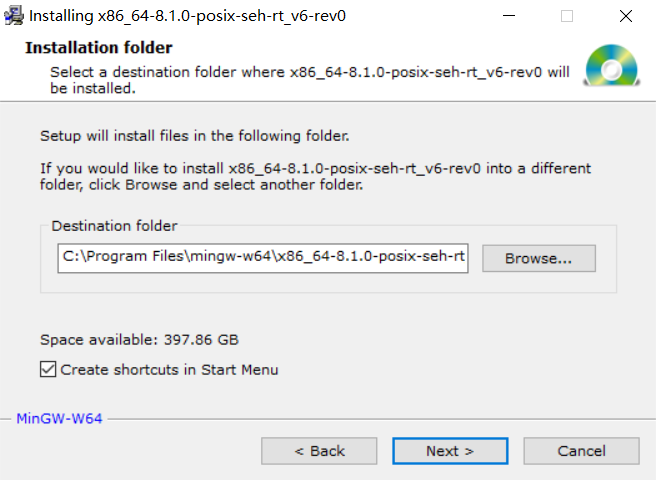 Installing x86_64-8.1.0-posix-seh-rt_v6-rev0
Installation folder
Select a destination folder where x86_64-8.1.0-posix-seh-rt_v6-rev0 will
be installed.
Setup will install files in the following folder.
If you would like to install x86_64-8.1.0-posix-seh-rt_v6-rev0 into a different
folder, click Browse and select another folder.
Destination folder
C:\Program Files\mingw-w64\x86_64-8.1.0-posix-seh-rt
Browse...
Space available: 397.86 GB
Create shortcuts in Start Menu
MinGW-W64
< Back
Next >
Cancel